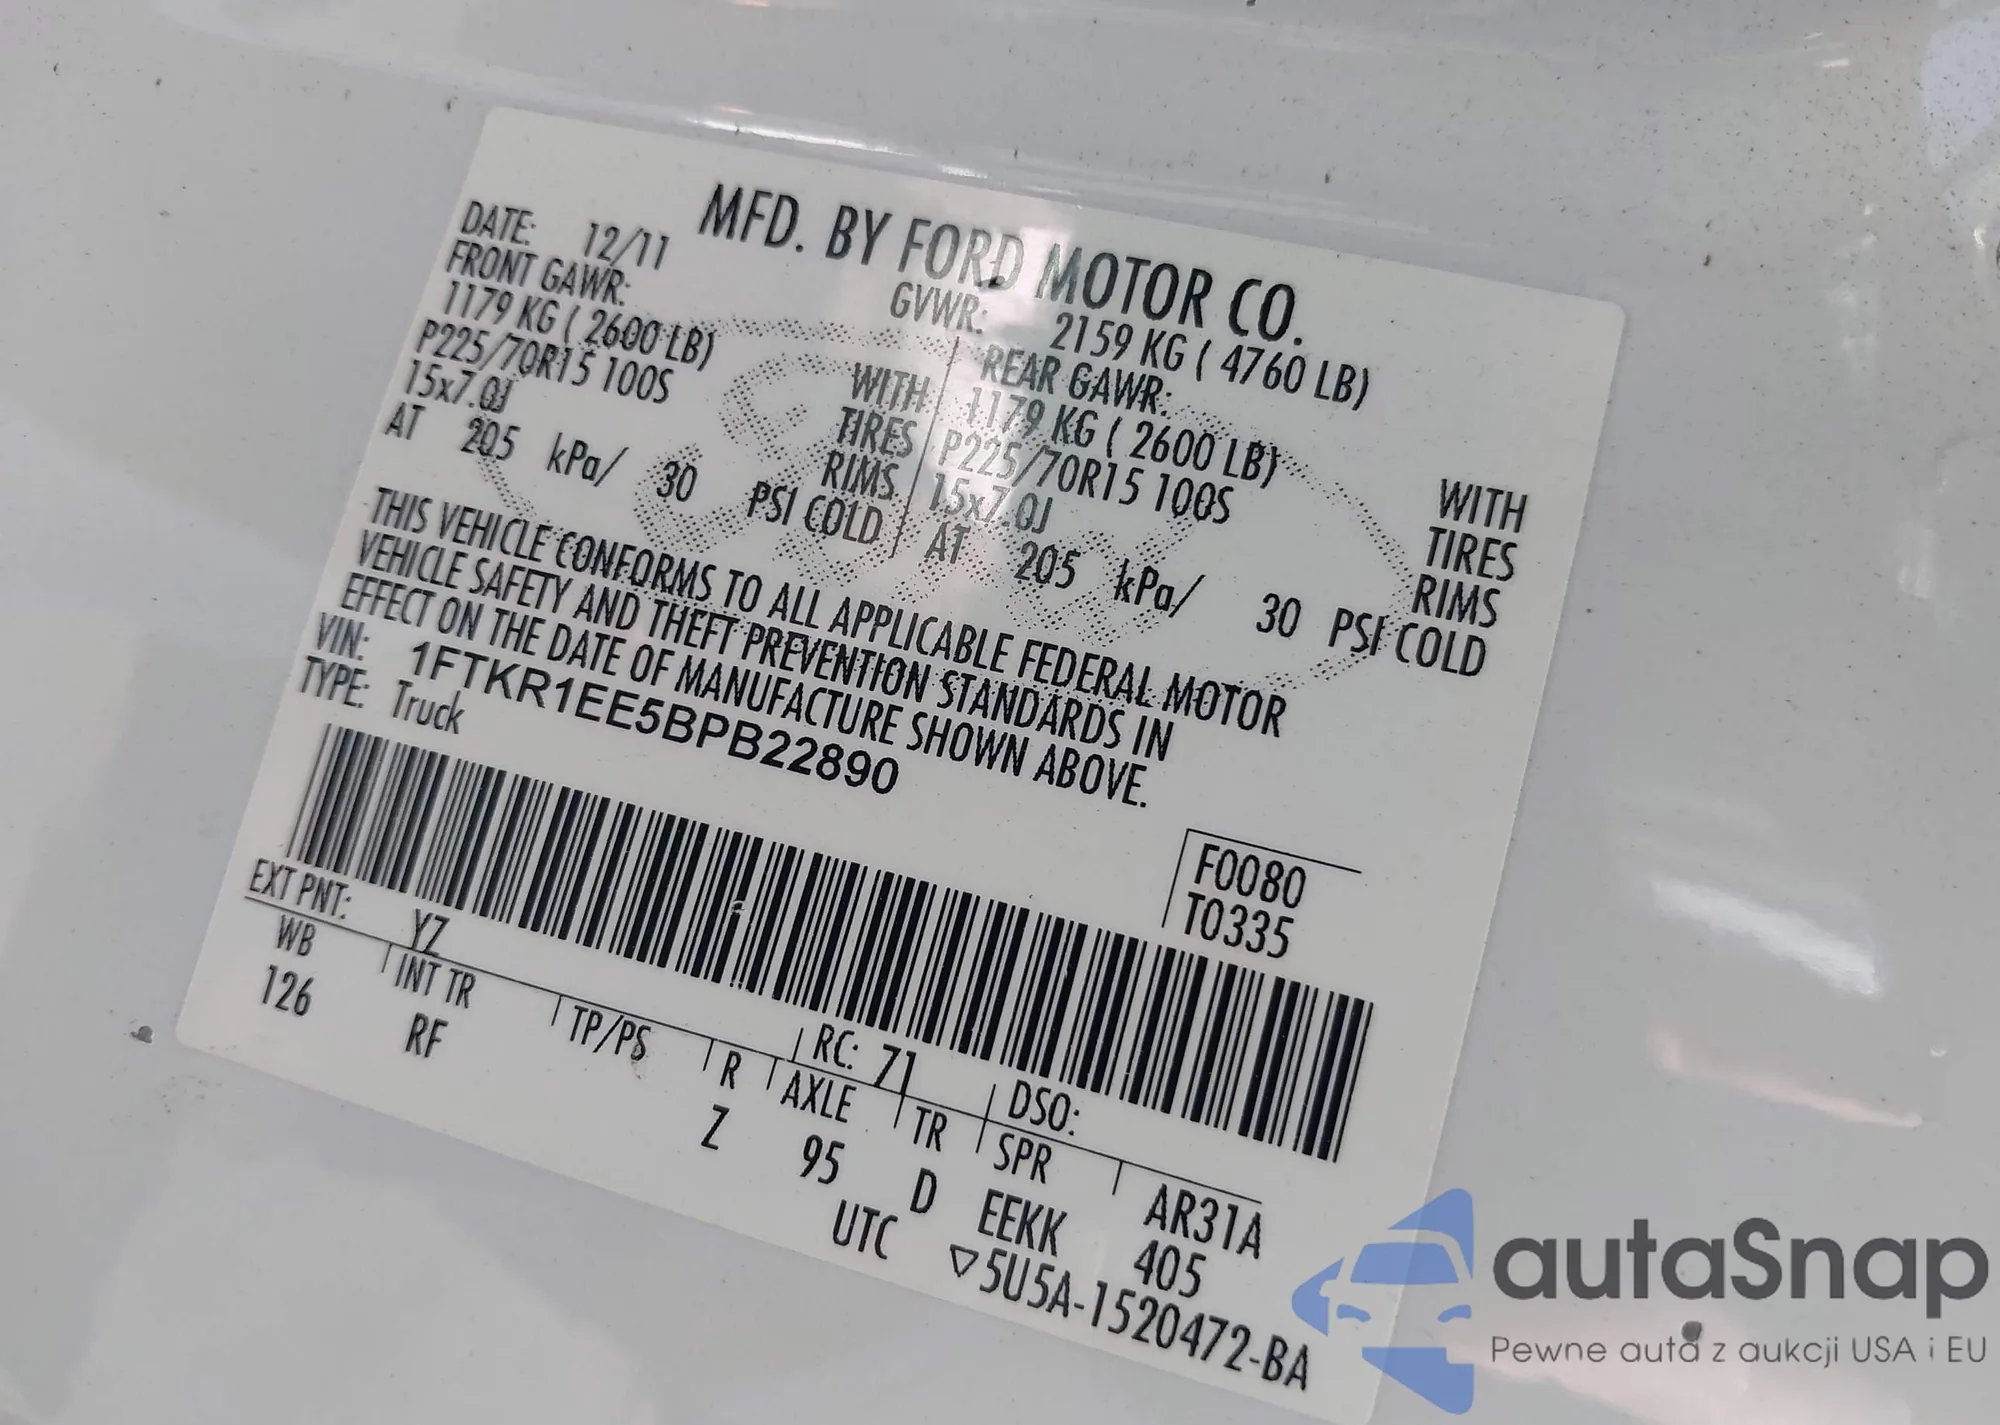 MFD. BY FORD MOTOR CO.
DATE: 12/11 GVWR: 2159 KG ( 4760 LB)
FRONT GAWR: REAR GAWR:
1179 KG ( 2600 LB) WITH 1179 KG ( 2600 LB) WITH
P225/70R15 100S TIRES P225/70R15 100S TIRES
15x7.0J RIMS 15x7.0J RIMS
AT 205 kPa/ 30 PSI COLD AT 205 kPa/ 30 PSI COLD
THIS VEHICLE CONFORMS TO ALL APPLICABLE FEDERAL MOTOR
VEHICLE SAFETY AND THEFT PREVENTION STANDARDS IN
EFFECT ON THE DATE OF MANUFACTURE SHOWN ABOVE.
VIN: 1FTKR1EE5BPB22890
TYPE: Truck
F0080
T0335
EXT PNT: YZ RC: 71 DSO:
WB INT TR TP/PS R AXLE TR SPR
126 RF Z 95 D EEKK AR31A
405
UTC ▽5U5A-1520472-BA
autaSnap
Pewne auta z aukcji USA i EU